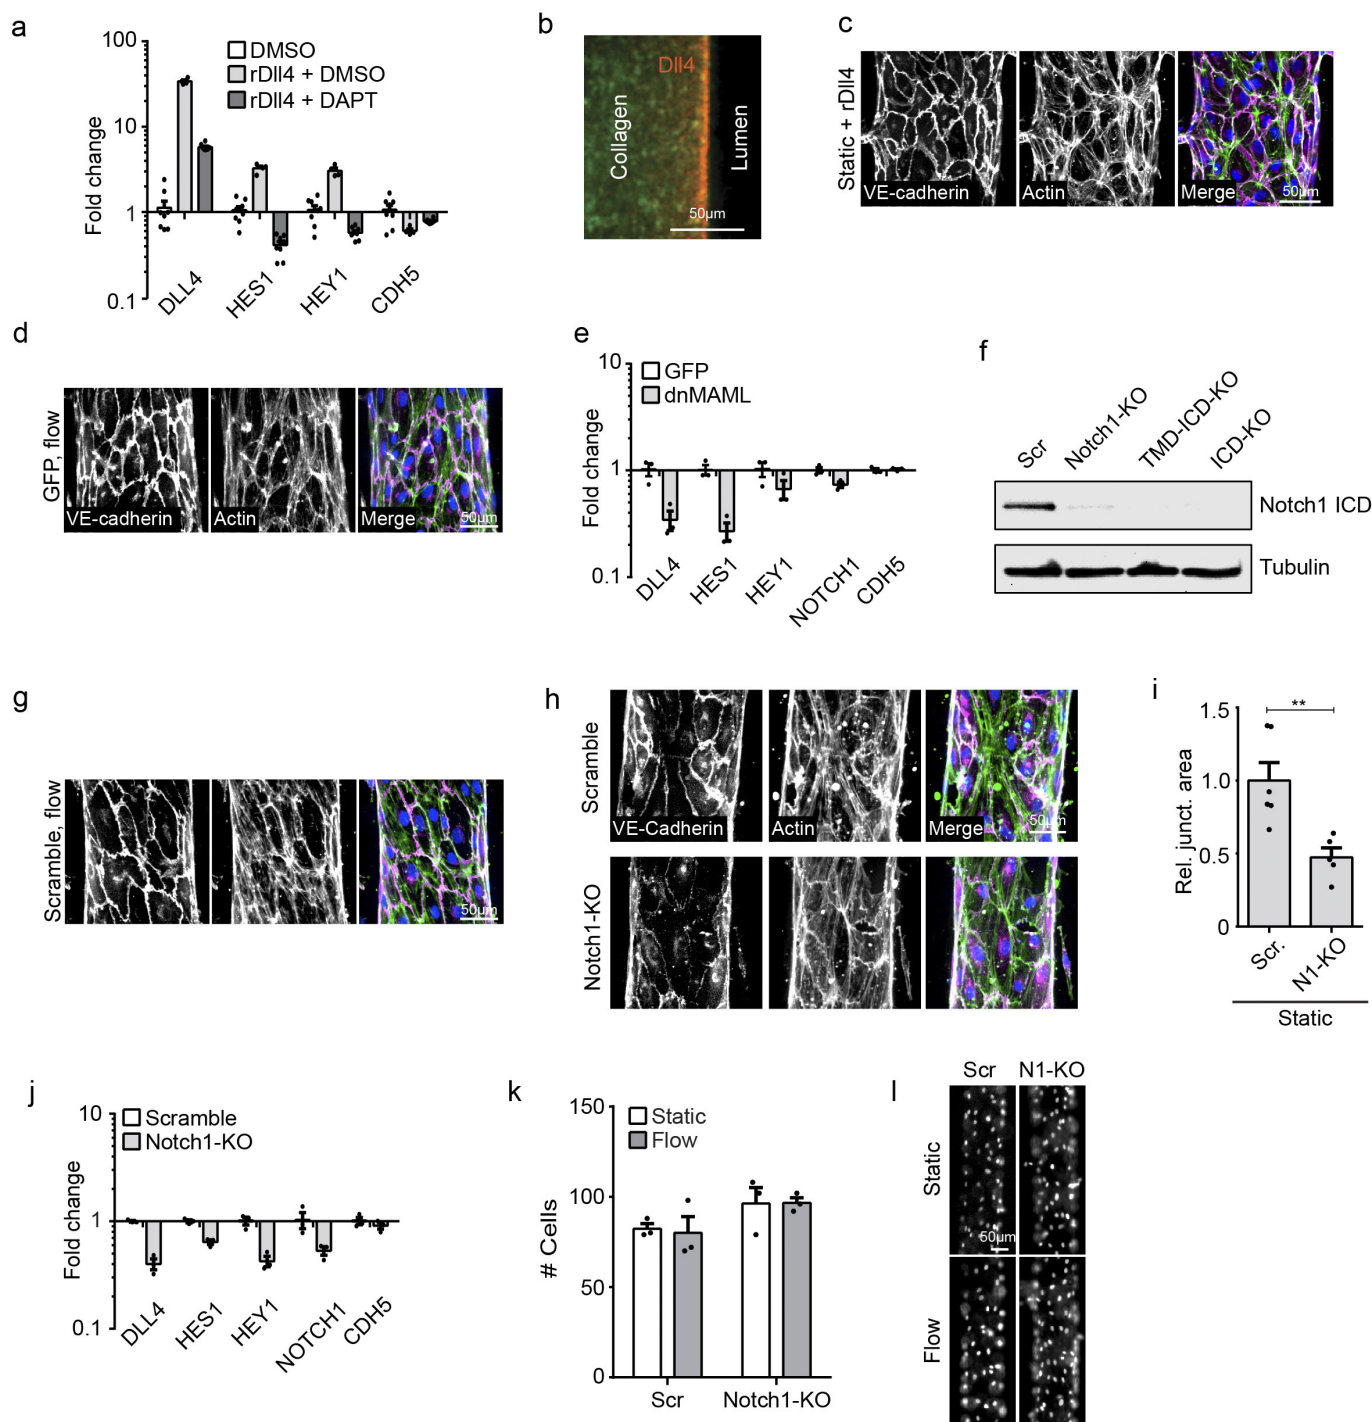 a
100
10
1
0.1
Fold change
DMSO
rDll4 + DMSO
rDll4 + DAPT
DLL4
HES1
HEY1
CDH5
b
Dll4
Collagen
Lumen
50µm
c
Static + rDll4
VE-cadherin
Actin
Merge
50µm
d
GFP, flow
VE-cadherin
Actin
Merge
50µm
e
10
1
0.1
Fold change
GFP
dnMAML
DLL4
HES1
HEY1
NOTCH1
CDH5
f
Scr
Notch1-KO
TMD-ICD-KO
ICD-KO
Notch1 ICD
Tubulin
g
Scramble, flow
50µm
h
Scramble
VE-Cadherin
Actin
Merge
50µm
Notch1-KO
i
Rel. junct. area
1.5
1.0
0.5
0
**
Scr.
N1-KO
Static
j
10
1
0.1
Fold change
Scramble
Notch1-KO
DLL4
HES1
HEY1
NOTCH1
CDH5
k
150
100
50
0
# Cells
Static
Flow
Scr
Notch1-KO
l
Scr
N1-KO
Static
50µm
Flow